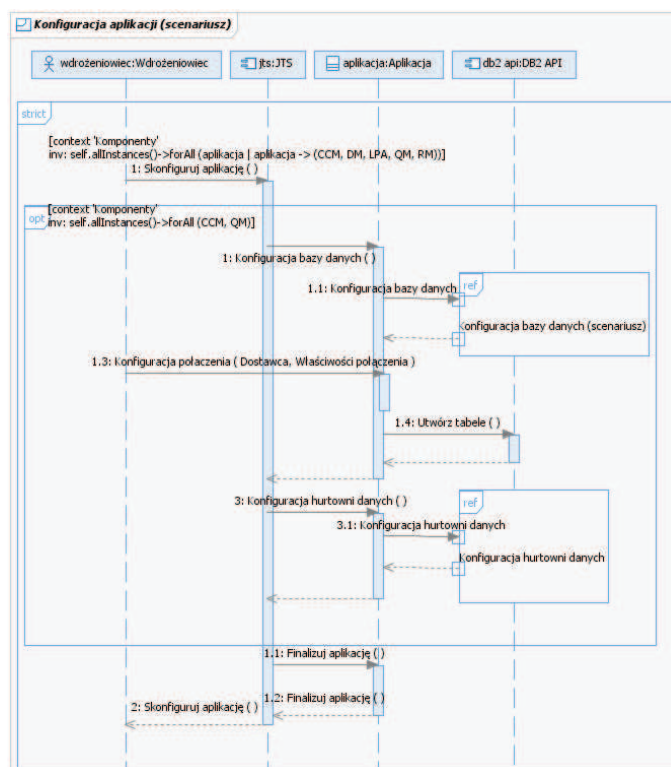 Konfiguracja aplikacji (scenariusz)
wdrożeniowiec:Wdrożeniowiec
jts:JTS
aplikacja:Aplikacja
db2 api:DB2 API
strict
[context 'Komponenty'
inv: self.allInstances()->forAll (aplikacja | aplikacja -> (CCM, DM, LPA, QM, RM))]
1: Skonfiguruj aplikację ( )
opt
[context 'Komponenty'
inv: self.allInstances()->forAll (CCM, QM)]
1: Konfiguracja bazy danych ( )
1.1: Konfiguracja bazy danych
ref
Konfiguracja bazy danych (scenariusz)
1.3: Konfiguracja połaczenia ( Dostawca, Właściwości połączenia )
1.4: Utwórz tabele ( )
3: Konfiguracja hurtowni danych ( )
ref
3.1: Konfiguracja hurtowni danych
Konfiguracja hurtowni danych
1.1: Finalizuj aplikację ( )
1.2: Finalizuj aplikację ( )
2: Skonfiguruj aplikację ( )